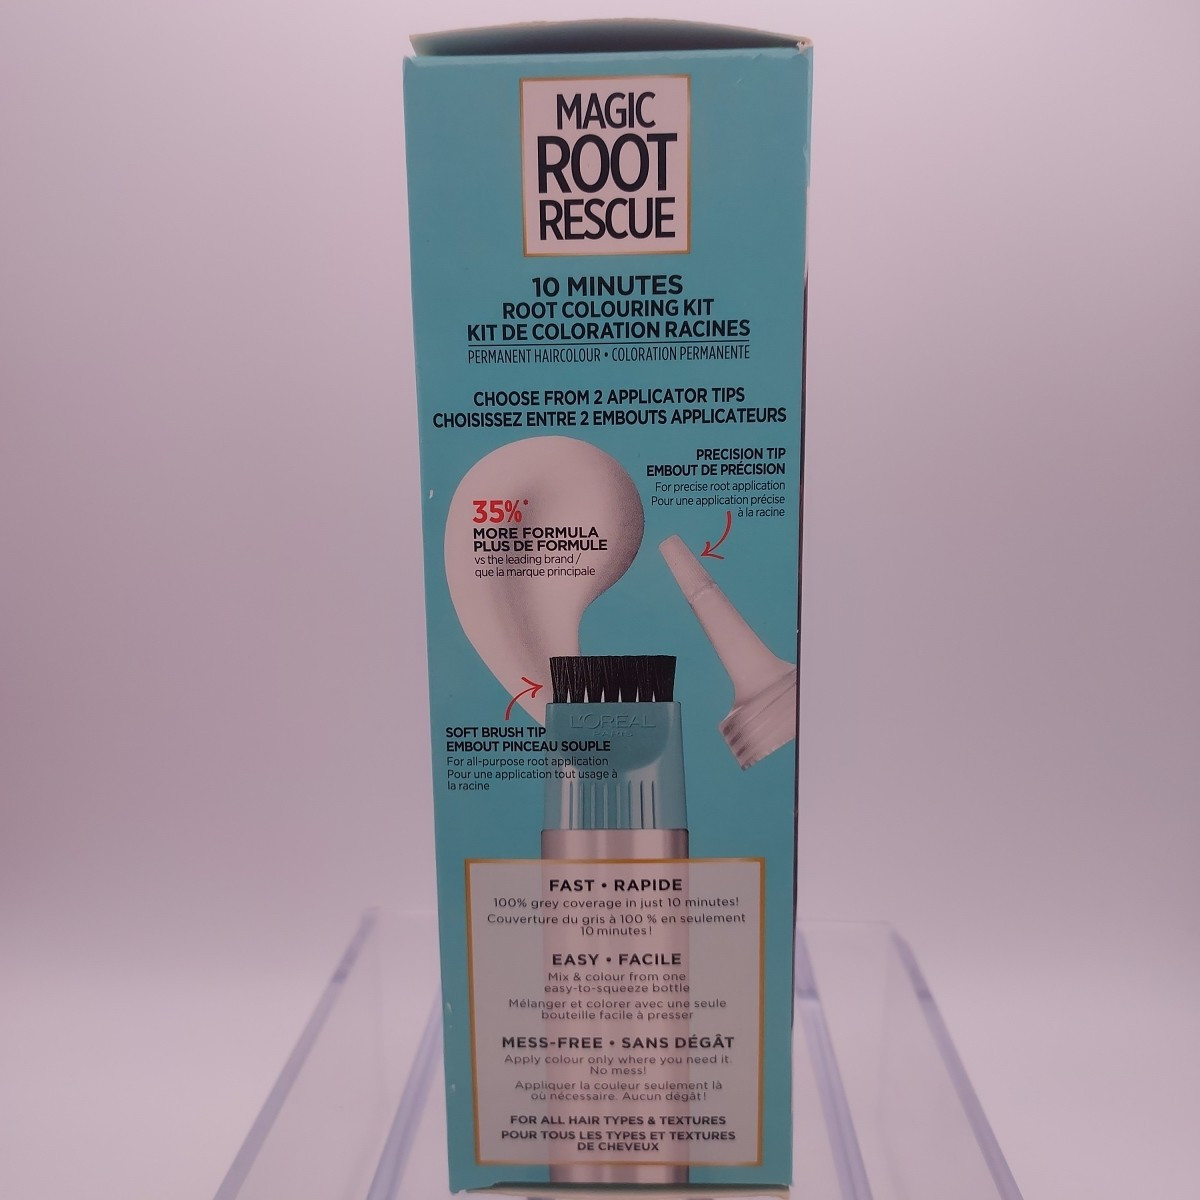 MAGIC
ROOT
RESCUE
10 MINUTES
ROOT COLOURING KIT
KIT DE COLORATION RACINES
PERMANENT HAIRCOLOUR • COLORATION PERMANENTE
CHOOSE FROM 2 APPLICATOR TIPS
CHOISISSEZ ENTRE 2 EMBOUTS APPLICATEURS
PRECISION TIP
EMBOUT DE PRÉCISION
For precise root application
Pour une application précise
à la racine
35%*
MORE FORMULA
PLUS DE FORMULE
vs the leading brand /
que la marque principale
L'ORÉAL
PARIS
SOFT BRUSH TIP
EMBOUT PINCEAU SOUPLE
For all-purpose root application
Pour une application tout usage à
la racine
FAST • RAPIDE
100% grey coverage in just 10 minutes!
Couverture du gris à 100 % en seulement
10 minutes !
EASY • FACILE
Mix & colour from one
easy-to-squeeze bottle
Mélanger et colorer avec une seule
bouteille facile à presser
MESS-FREE • SANS DÉGÂT
Apply colour only where you need it.
No mess!
Appliquer la couleur seulement là
où nécessaire. Aucun dégât !
FOR ALL HAIR TYPES & TEXTURES
POUR TOUS LES TYPES ET TEXTURES
DE CHEVEUX